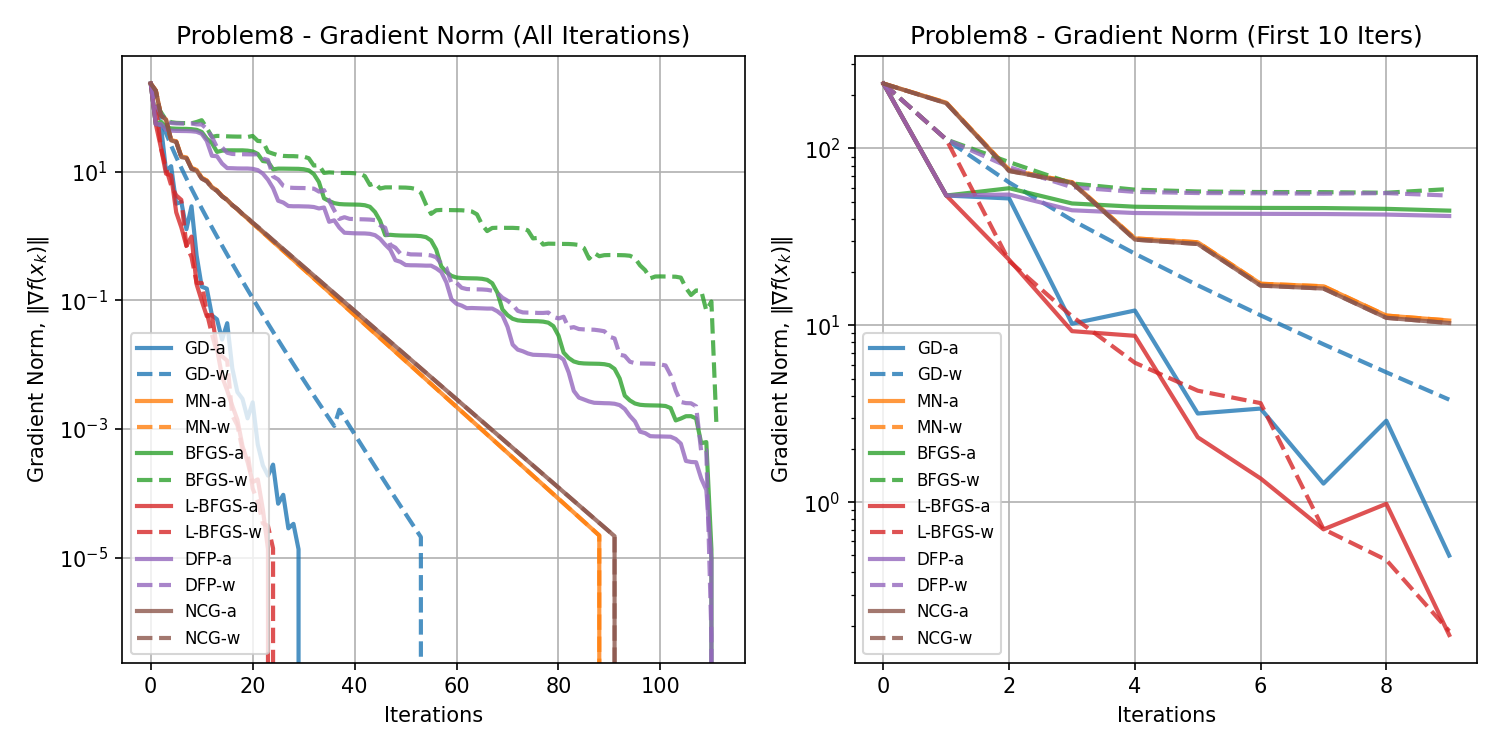 Problem8 - Gradient Norm (All Iterations)
Gradient Norm, ‖∇f(x_k)‖
10^1
10^−1
10^−3
10^−5
GD-a
GD-w
MN-a
MN-w
BFGS-a
BFGS-w
L-BFGS-a
L-BFGS-w
DFP-a
DFP-w
NCG-a
NCG-w
0 20 40 60 80 100
Iterations
Problem8 - Gradient Norm (First 10 Iters)
Gradient Norm, ‖∇f(x_k)‖
10^2
10^1
10^0
GD-a
GD-w
MN-a
MN-w
BFGS-a
BFGS-w
L-BFGS-a
L-BFGS-w
DFP-a
DFP-w
NCG-a
NCG-w
0 2 4 6 8
Iterations